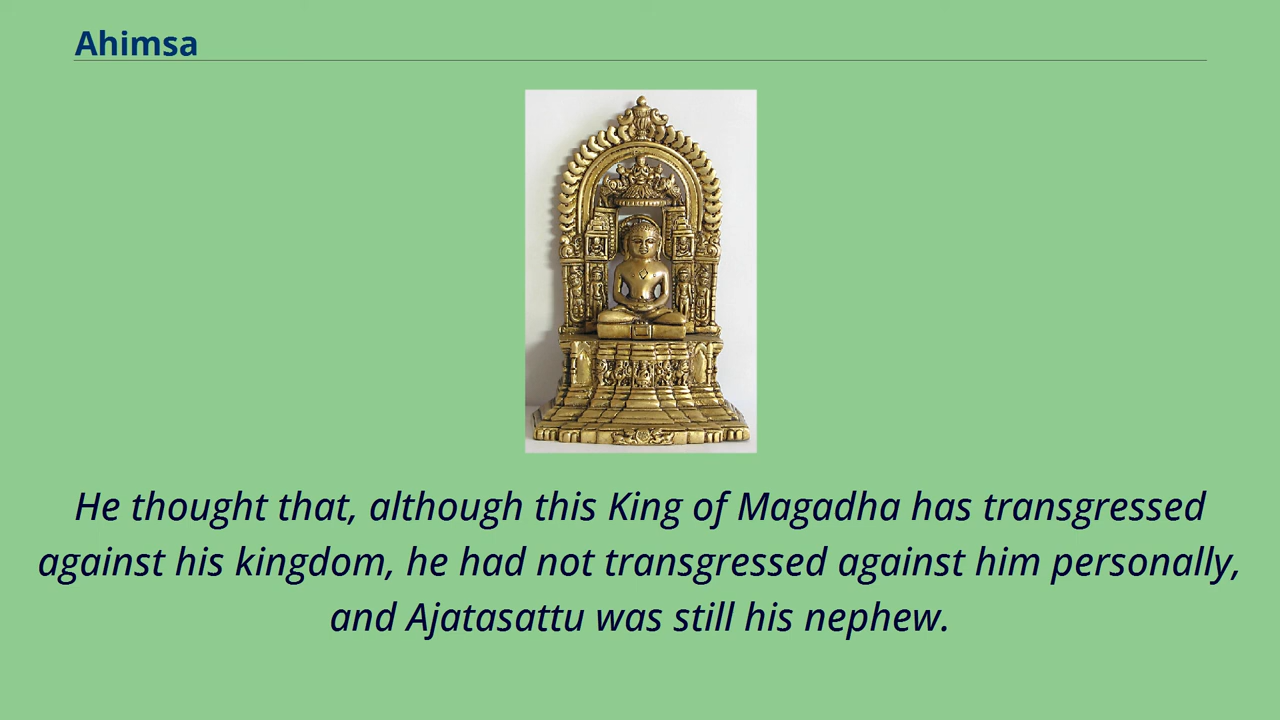 Ahimsa
He thought that, although this King of Magadha has transgressed
against his kingdom, he had not transgressed against him personally,
and Ajatasattu was still his nephew.